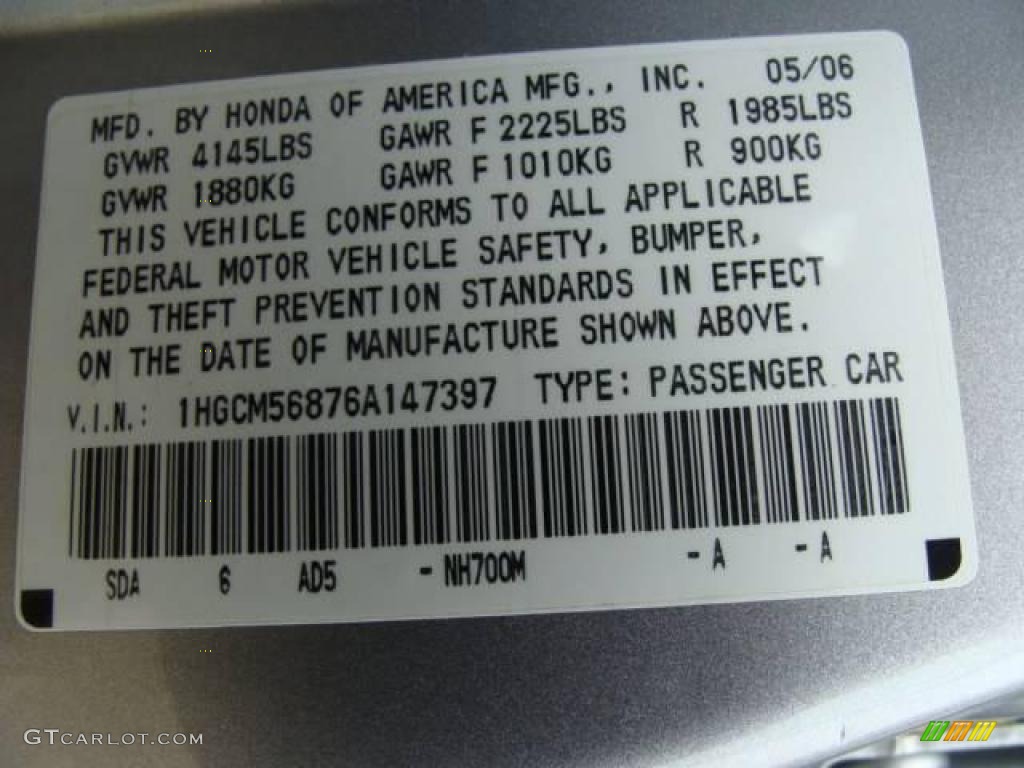 MFD. BY HONDA OF AMERICA MFG., INC. 05/06
GVWR 4145LBS GAWR F 2225LBS R 1985LBS
GVWR 1880KG GAWR F 1010KG R 900KG
THIS VEHICLE CONFORMS TO ALL APPLICABLE
FEDERAL MOTOR VEHICLE SAFETY, BUMPER,
AND THEFT PREVENTION STANDARDS IN EFFECT
ON THE DATE OF MANUFACTURE SHOWN ABOVE.
V.I.N.: 1HGCM56876A147397 TYPE: PASSENGER CAR
SDA 6 AD5 - NH700M - A - A
GTCARLOT.COM